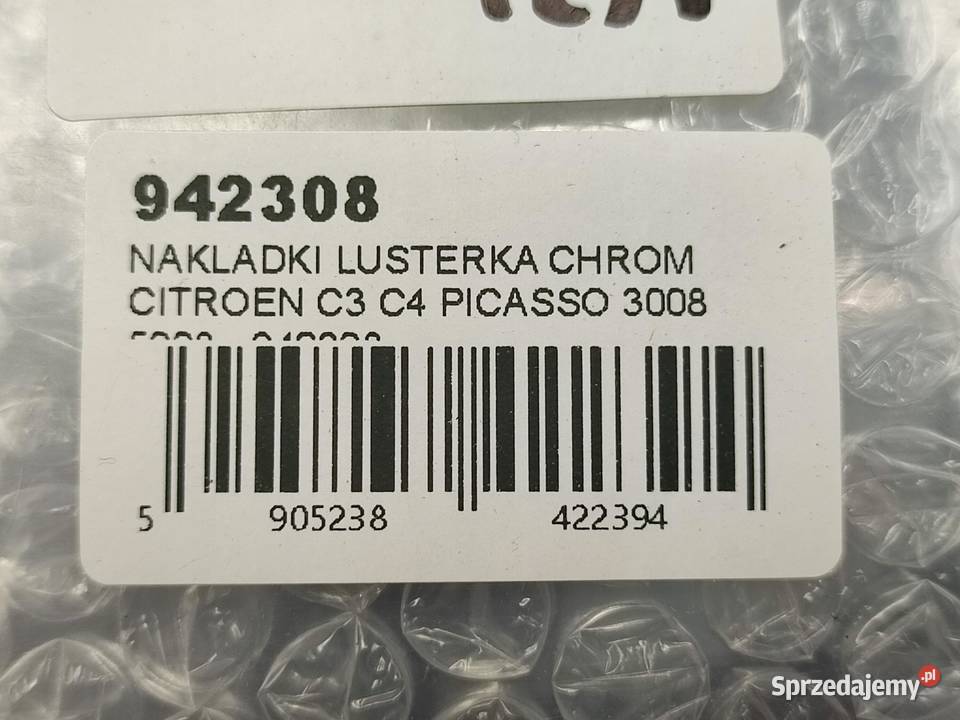 942308
NAKLADKI LUSTERKA CHROM
CITROEN C3 C4 PICASSO 3008
5 905238 422394
Sprzedajemy.pl